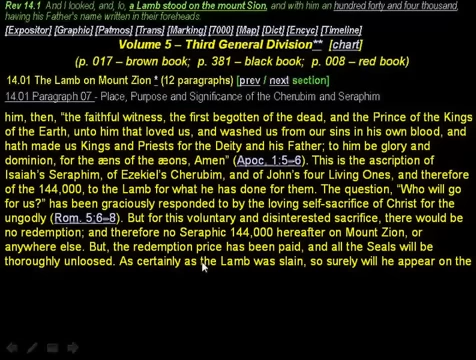 Rev 14.1 And I looked, and, lo, a Lamb stood on the mount Sion, and with him an hundred forty and four thousand,
having his Father's name written in their foreheads.
[Expositor] [Graphic] [Patmos] [Trans] [Marking] [7000] [Map] [Dict] [Encyc] [Timeline]
Volume 5 – Third General Division** [chart]
(p. 017 – brown book; p. 381 – black book; p. 008 – red book)
14.01 The Lamb on Mount Zion * (12 paragraphs) [prev / next section]
14.01 Paragraph 07 - Place, Purpose and Significance of the Cherubim and Seraphim
him, then, “the faithful witness, the first begotten of the dead, and the Prince of the Kings
of the Earth, unto him that loved us, and washed us from our sins in his own blood, and
hath made us Kings and Priests for the Deity and his Father; to him be glory and
dominion, for the æns of the æons, Amen” (Apoc. 1:5–6). This is the ascription of
Isaiah's Seraphim, of Ezekiel's Cherubim, and of John's four Living Ones, and therefore
of the 144,000, to the Lamb for what he has done for them. The question, “Who will go
for us?” has been graciously responded to by the loving self-sacrifice of Christ for the
ungodly (Rom. 5:6–8). But for this voluntary and disinterested sacrifice, there would be
no redemption; and therefore no Seraphic 144,000 hereafter on Mount Zion, or
anywhere else. But, the redemption price has been paid, and all the Seals will be
thoroughly unloosed. As certainly as the Lamb was slain, so surely will he appear on the